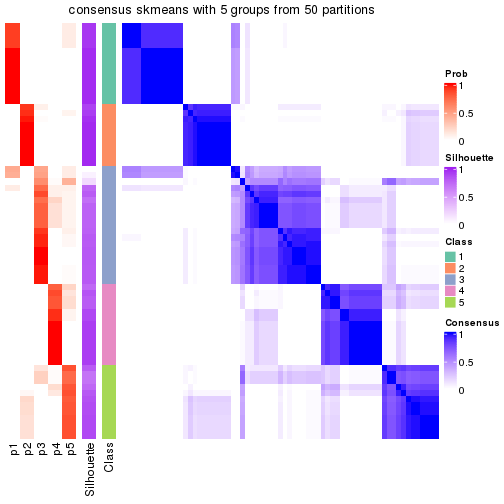 consensus skmeans with 5 groups from 50 partitions
Prob
1
0.5
0
Silhouette
1
0.5
0
Class
1
2
3
4
5
Consensus
1
0.5
0
p1
p2
p3
p4
p5
Silhouette
Class